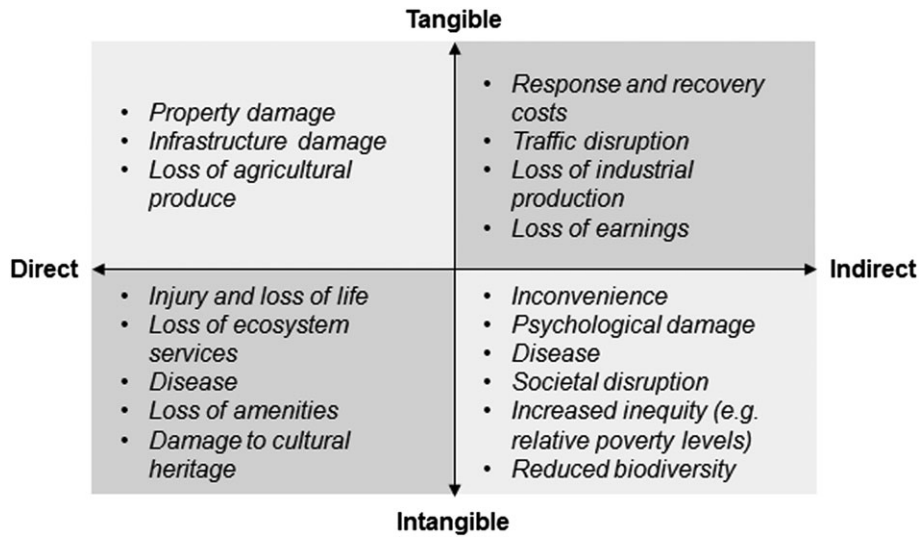 Tangible
• Property damage
• Infrastructure damage
• Loss of agricultural
produce
• Response and recovery
costs
• Traffic disruption
• Loss of industrial
production
• Loss of earnings
Direct
Indirect
• Injury and loss of life
• Loss of ecosystem
services
• Disease
• Loss of amenities
• Damage to cultural
heritage
• Inconvenience
• Psychological damage
• Disease
• Societal disruption
• Increased inequity (e.g.
relative poverty levels)
• Reduced biodiversity
Intangible